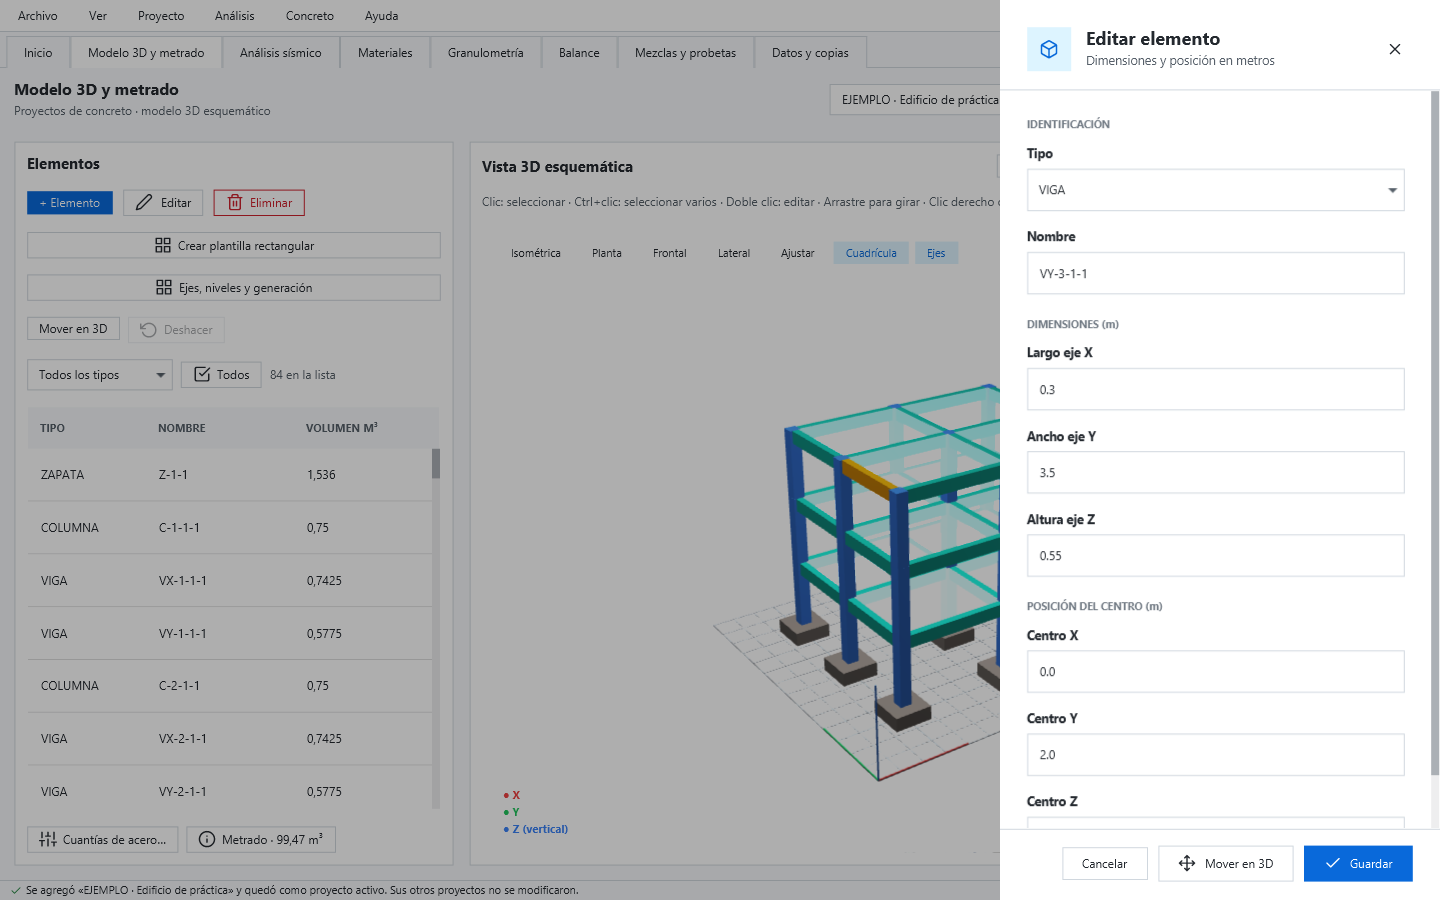 Archivo Ver Proyecto Análisis Concreto Ayuda
Inicio Modelo 3D y metrado Análisis sísmico Materiales Granulometría Balance Mezclas y probetas Datos y copias
Modelo 3D y metrado
Proyectos de concreto · modelo 3D esquemático
EJEMPLO · Edificio de práctica
Elementos
+ Elemento Editar Eliminar
Crear plantilla rectangular
Ejes, niveles y generación
Mover en 3D Deshacer
Todos los tipos Todos 84 en la lista
TIPO NOMBRE VOLUMEN M³
ZAPATA Z-1-1 1,536
COLUMNA C-1-1-1 0,75
VIGA VX-1-1-1 0,7425
VIGA VY-1-1-1 0,5775
COLUMNA C-2-1-1 0,75
VIGA VX-2-1-1 0,7425
VIGA VY-2-1-1 0,5775
Cuantías de acero... Metrado · 99,47 m³
Vista 3D esquemática
Clic: seleccionar · Ctrl+clic: seleccionar varios · Doble clic: editar · Arrastre para girar · Clic derecho
Isométrica Planta Frontal Lateral Ajustar Cuadrícula Ejes
X
Y
Z (vertical)
Se agregó «EJEMPLO · Edificio de práctica» y quedó como proyecto activo. Sus otros proyectos no se modificaron.
Editar elemento
Dimensiones y posición en metros
IDENTIFICACIÓN
Tipo
VIGA
Nombre
VY-3-1-1
DIMENSIONES (m)
Largo eje X
0.3
Ancho eje Y
3.5
Altura eje Z
0.55
POSICIÓN DEL CENTRO (m)
Centro X
0.0
Centro Y
2.0
Centro Z
Cancelar Mover en 3D Guardar